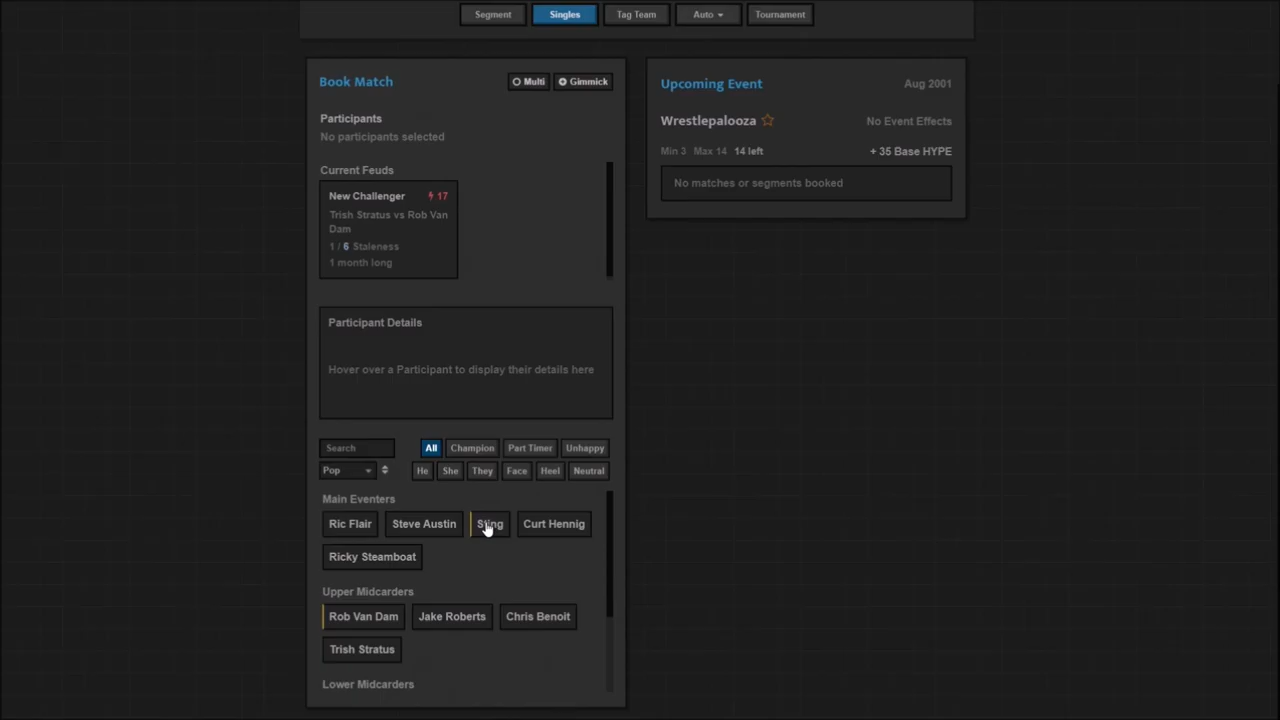 Segment Singles Tag Team Auto Tournament
Book Match
Multi Gimmick
Participants
No participants selected
Current Feuds
New Challenger 17
Trish Stratus vs Rob Van
Dam
1 / 6 Staleness
1 month long
Participant Details
Hover over a Participant to display their details here
Search All Champion Part Timer Unhappy
Pop He She They Face Heel Neutral
Main Eventers
Ric Flair Steve Austin Sting Curt Hennig
Ricky Steamboat
Upper Midcarders
Rob Van Dam Jake Roberts Chris Benoit
Trish Stratus
Lower Midcarders
Upcoming Event Aug 2001
Wrestlepalooza No Event Effects
Min 3 Max 14 14 left + 35 Base HYPE
No matches or segments booked